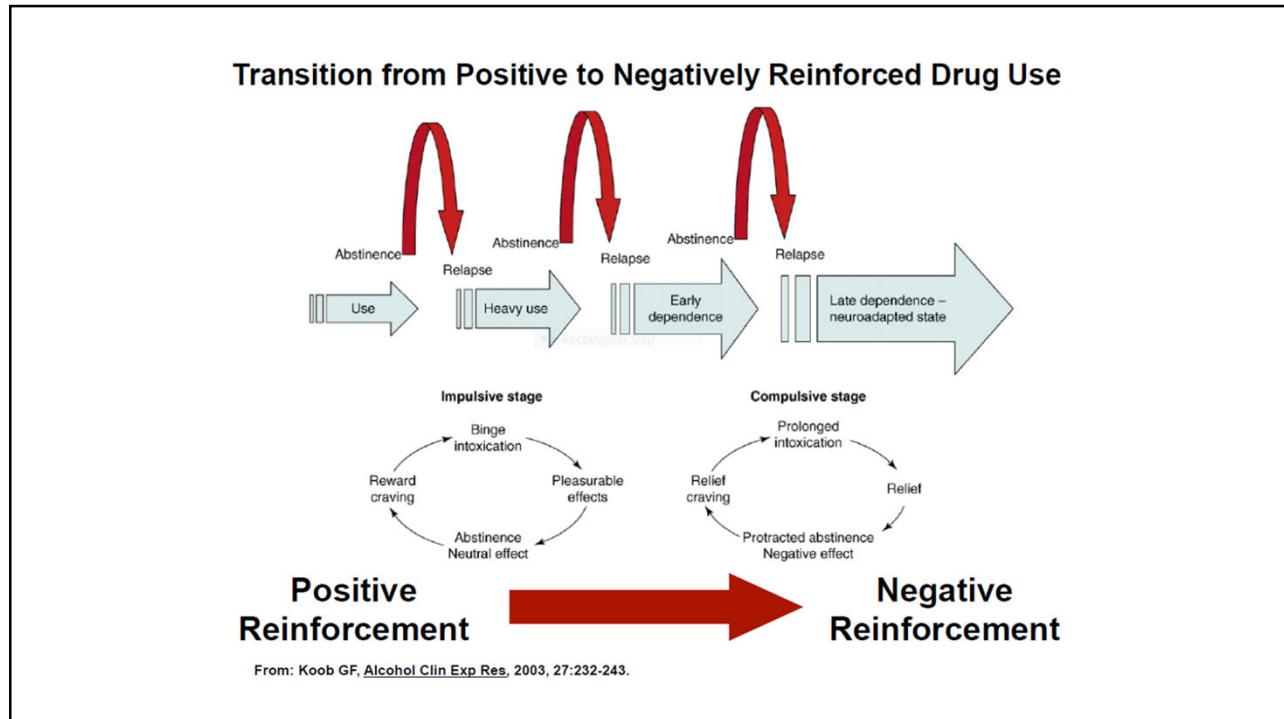 Transition from Positive to Negatively Reinforced Drug Use
Abstinence
Relapse
Abstinence
Relapse
Abstinence
Relapse
Use
Heavy use
Early
dependence
Late dependence –
neuroadapted state
Rectangular Snip
Impulsive stage
Binge
intoxication
Pleasurable
effects
Abstinence
Neutral effect
Reward
craving
Compulsive stage
Prolonged
intoxication
Relief
Protracted abstinence
Negative effect
Relief
craving
Positive
Reinforcement
Negative
Reinforcement
From: Koob GF, Alcohol Clin Exp Res, 2003, 27:232-243.